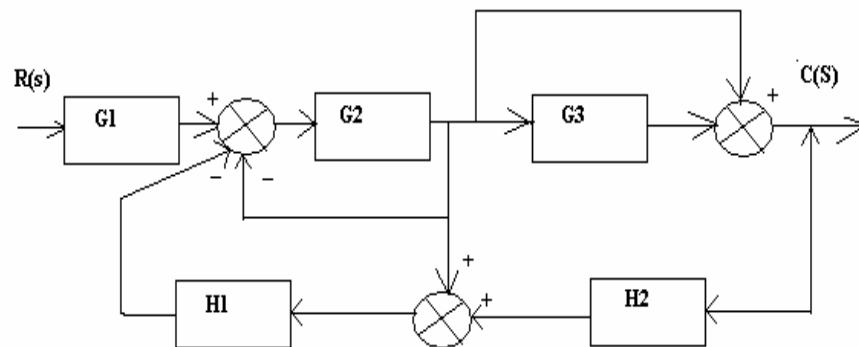 R(s)
G1
+
G2
G3
+
C(S)
−
−
+
+
H1
H2